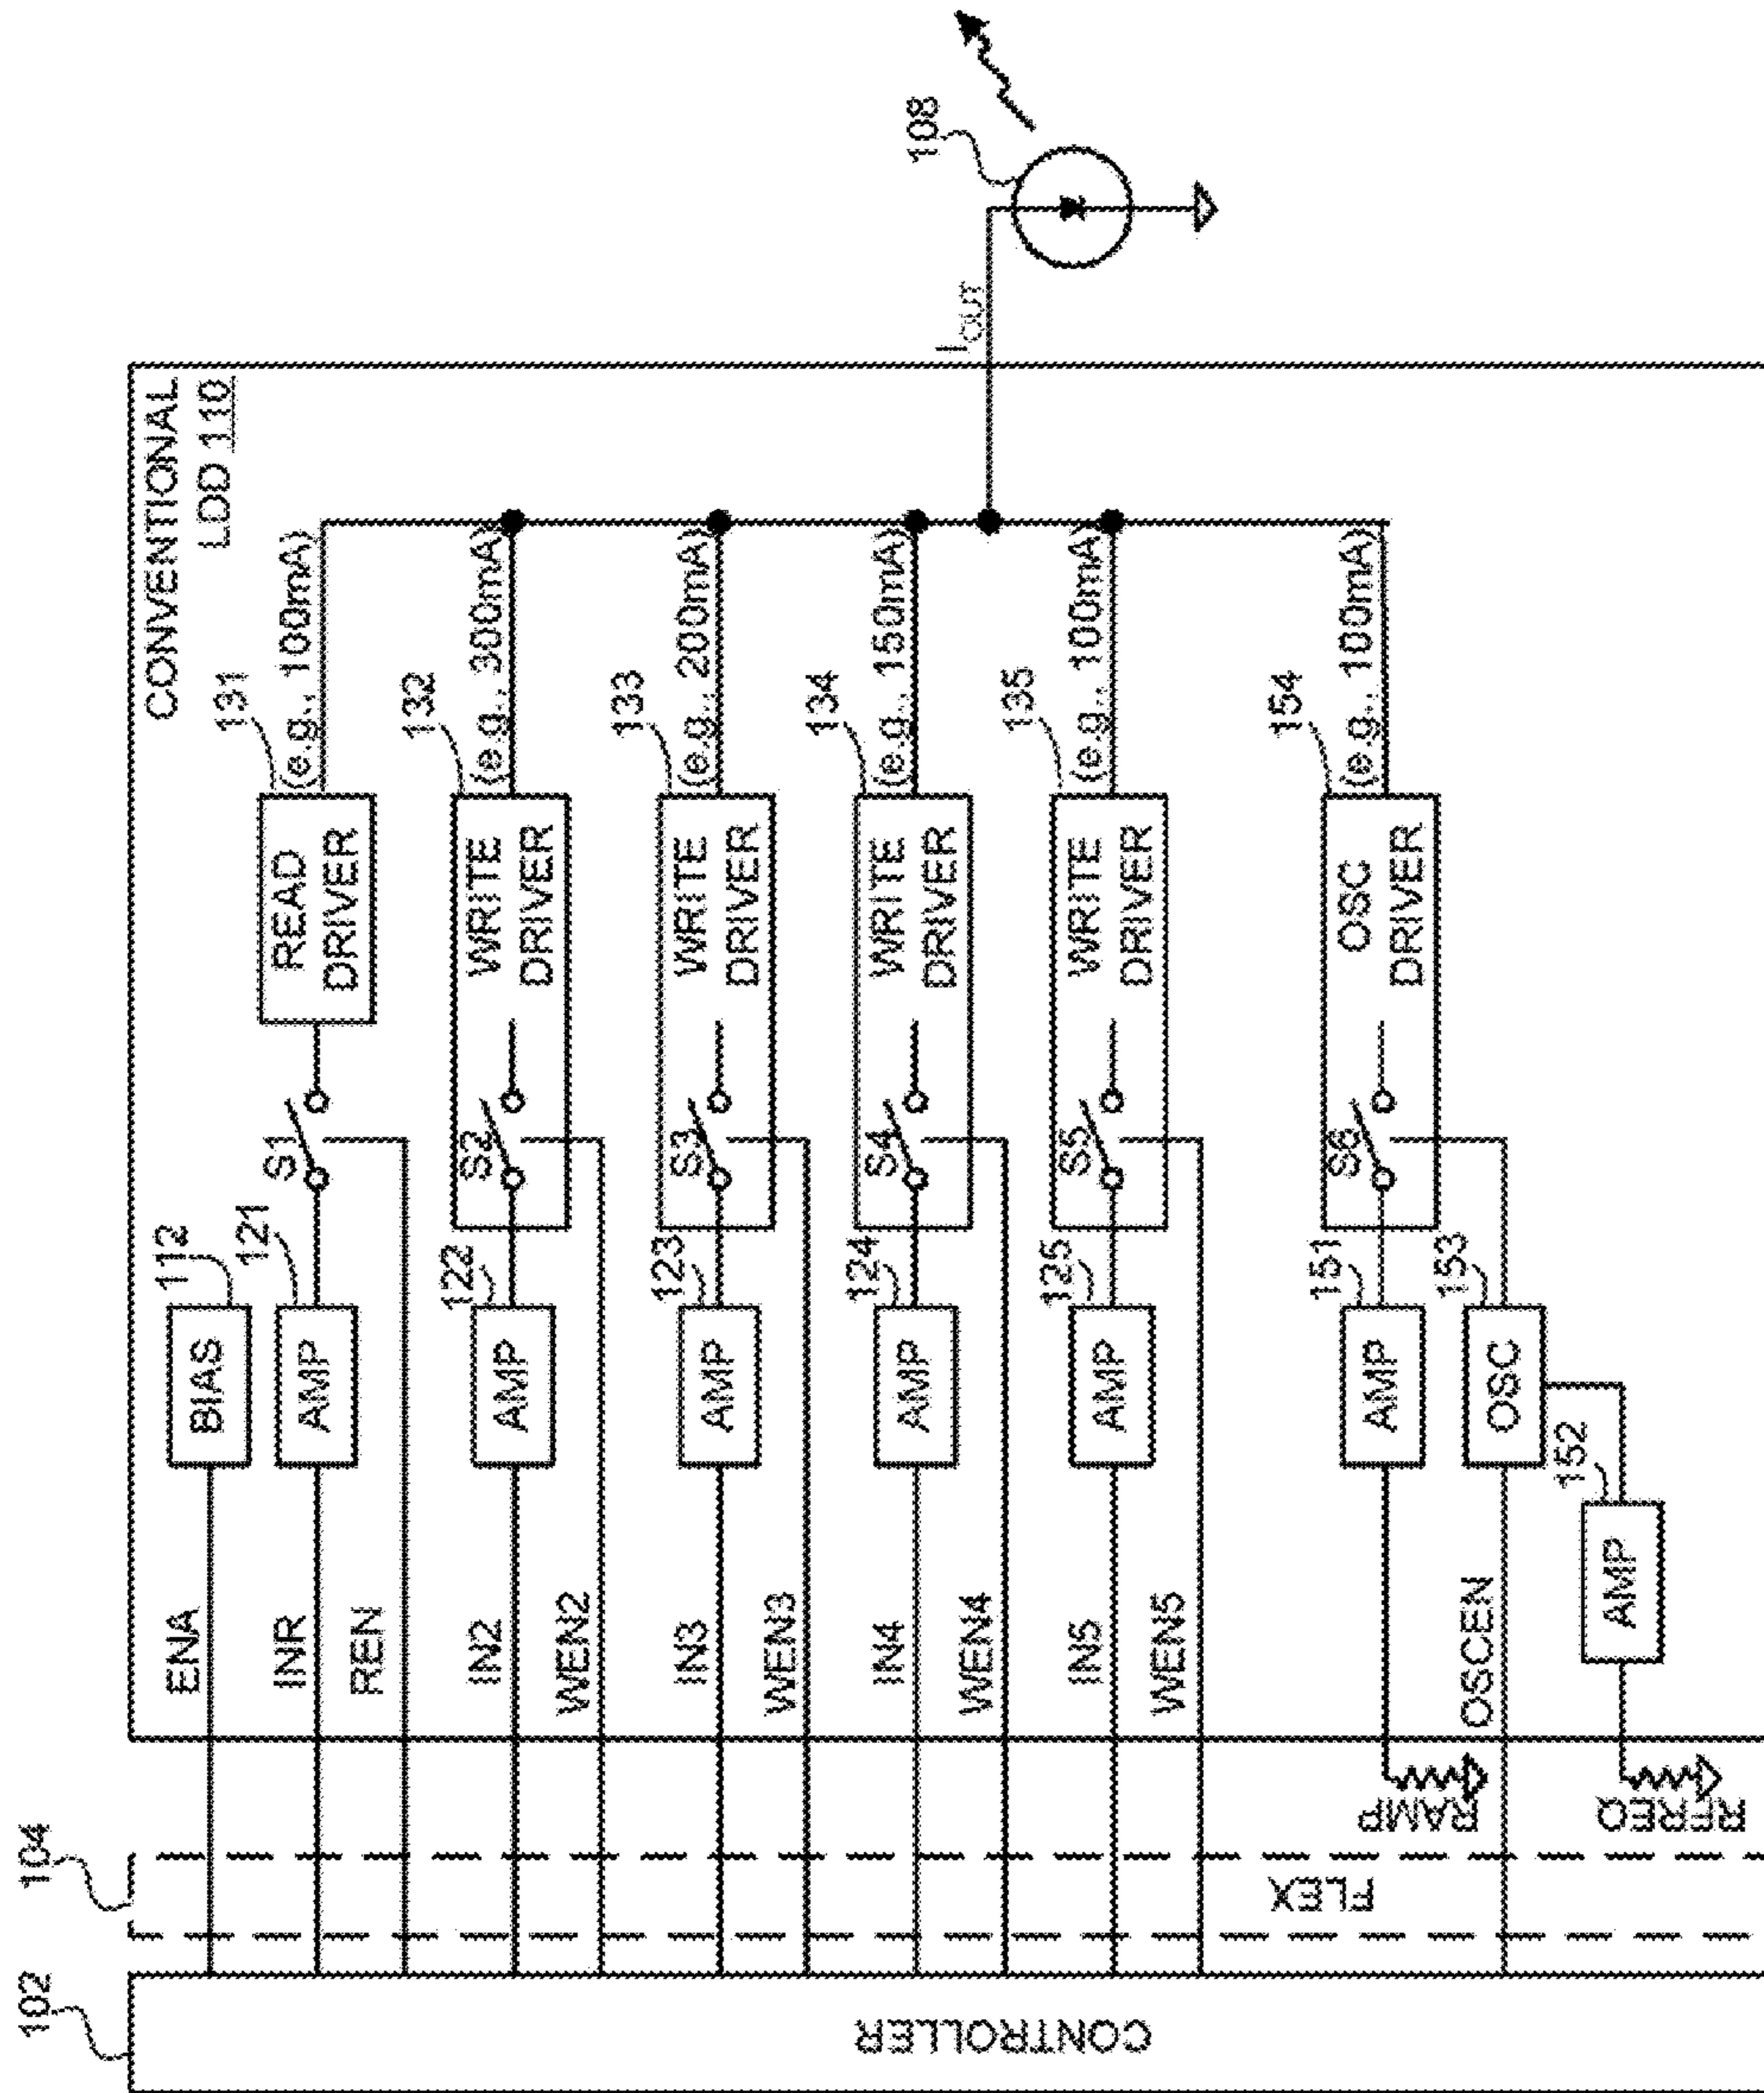 102
104
CONTROLLER
FLEX
CONVENTIONAL
LDD 110
ENA
BIAS
112
INR
AMP
121
S1
READ
DRIVER
131
(e.g., 100mA)
REN
IN2
AMP
122
S2
WRITE
DRIVER
132
(e.g., 300mA)
WEN2
IN3
AMP
123
S3
WRITE
DRIVER
133
(e.g., 200mA)
WEN3
IN4
AMP
124
S4
WRITE
DRIVER
134
(e.g., 150mA)
WEN4
IN5
AMP
125
S5
WRITE
DRIVER
135
(e.g., 100mA)
WEN5
RAMP
AMP
151
S6
OSC
DRIVER
154
(e.g., 100mA)
OSCEN
OSC
153
RFREQ
AMP
152
IOUT
108